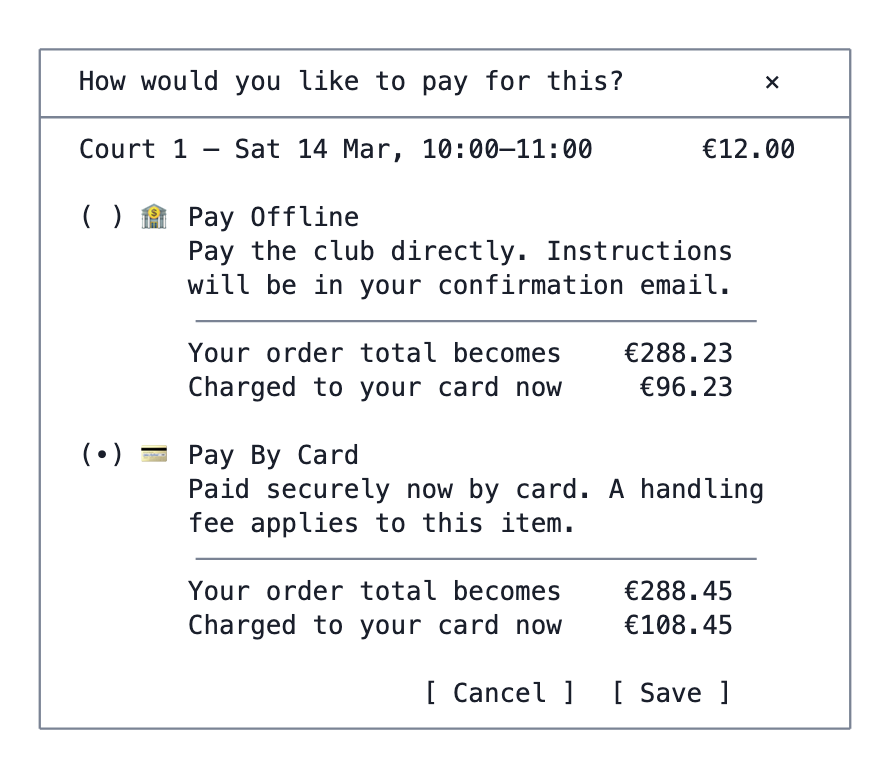 How would you like to pay for this? ×
Court 1 — Sat 14 Mar, 10:00–11:00 €12.00
( ) 🏦 Pay Offline
Pay the club directly. Instructions
will be in your confirmation email.
Your order total becomes €288.23
Charged to your card now €96.23
(•) 💳 Pay By Card
Paid securely now by card. A handling
fee applies to this item.
Your order total becomes €288.45
Charged to your card now €108.45
[ Cancel ] [ Save ]